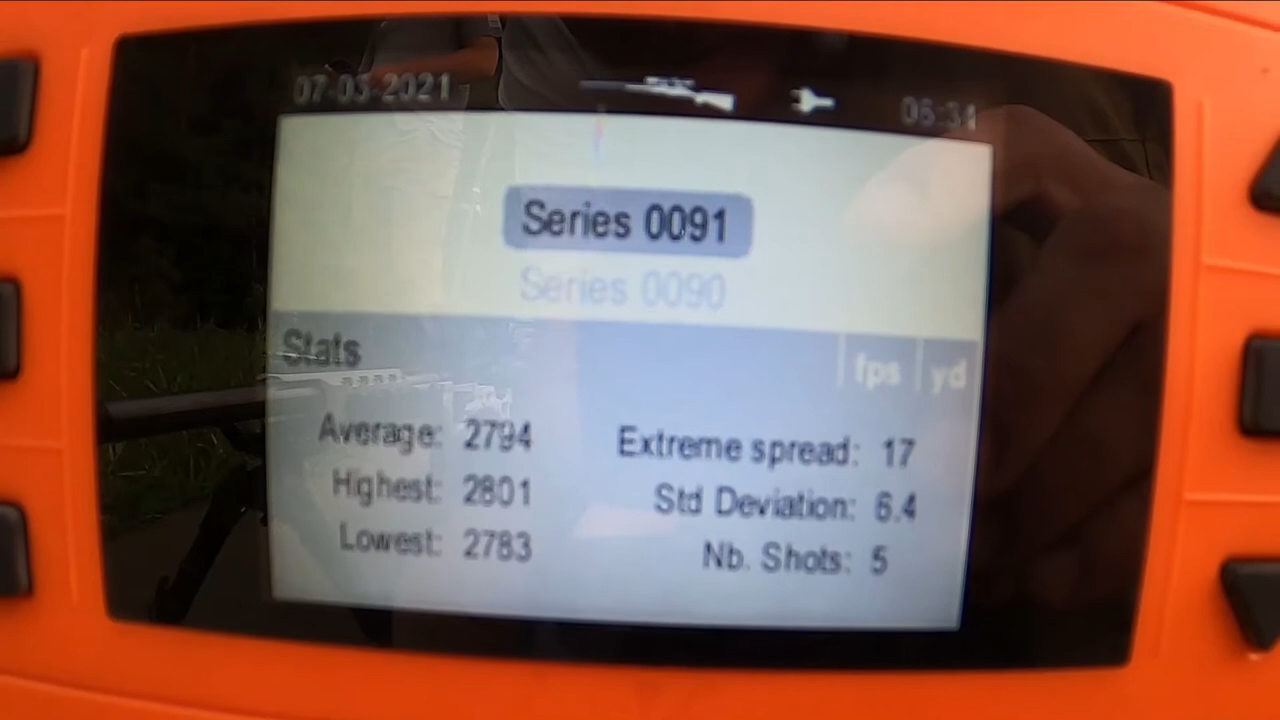 07-03-2021 06:34
Series 0091
Series 0090
Stats fps yd
Average: 2794 Extreme spread: 17
Highest: 2801 Std Deviation: 6.4
Lowest: 2783 Nb. Shots: 5